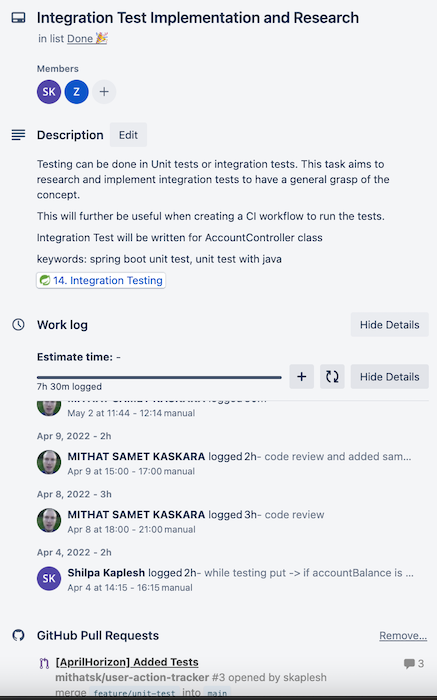 Integration Test Implementation and Research
in list Done 🎉
Members
SK Z +
Description Edit
Testing can be done in Unit tests or integration tests. This task aims to
research and implement integration tests to have a general grasp of the
concept.
This will further be useful when creating a CI workflow to run the tests.
Integration Test will be written for AccountController class
keywords: spring boot unit test, unit test with java
14. Integration Testing
Work log Hide Details
Estimate time: -
7h 30m logged + Hide Details
MITHAT SAMET KASKARA logged
May 2 at 11:44 - 12:14 manual
Apr 9, 2022 - 2h
MITHAT SAMET KASKARA logged 2h- code review and added sam...
Apr 9 at 15:00 - 17:00 manual
Apr 8, 2022 - 3h
MITHAT SAMET KASKARA logged 3h- code review
Apr 8 at 18:00 - 21:00 manual
Apr 4, 2022 - 2h
SK Shilpa Kaplesh logged 2h- while testing put -> if accountBalance is ...
Apr 4 at 14:15 - 16:15 manual
GitHub Pull Requests Remove...
[AprilHorizon] Added Tests 3
mithatsk/user-action-tracker #3 opened by skaplesh
merge feature/unit-test into main